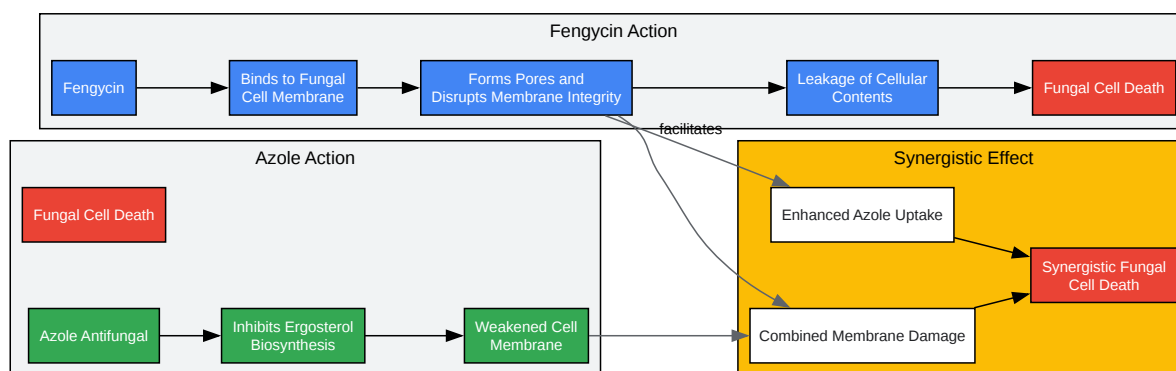 Fengycin Action
Fengycin
Binds to Fungal
Cell Membrane
Forms Pores and
Disrupts Membrane Integrity
Leakage of Cellular
Contents
Fungal Cell Death
facilitates
Azole Action
Fungal Cell Death
Azole Antifungal
Inhibits Ergosterol
Biosynthesis
Weakened Cell
Membrane
Synergistic Effect
Enhanced Azole Uptake
Combined Membrane Damage
Synergistic Fungal
Cell Death